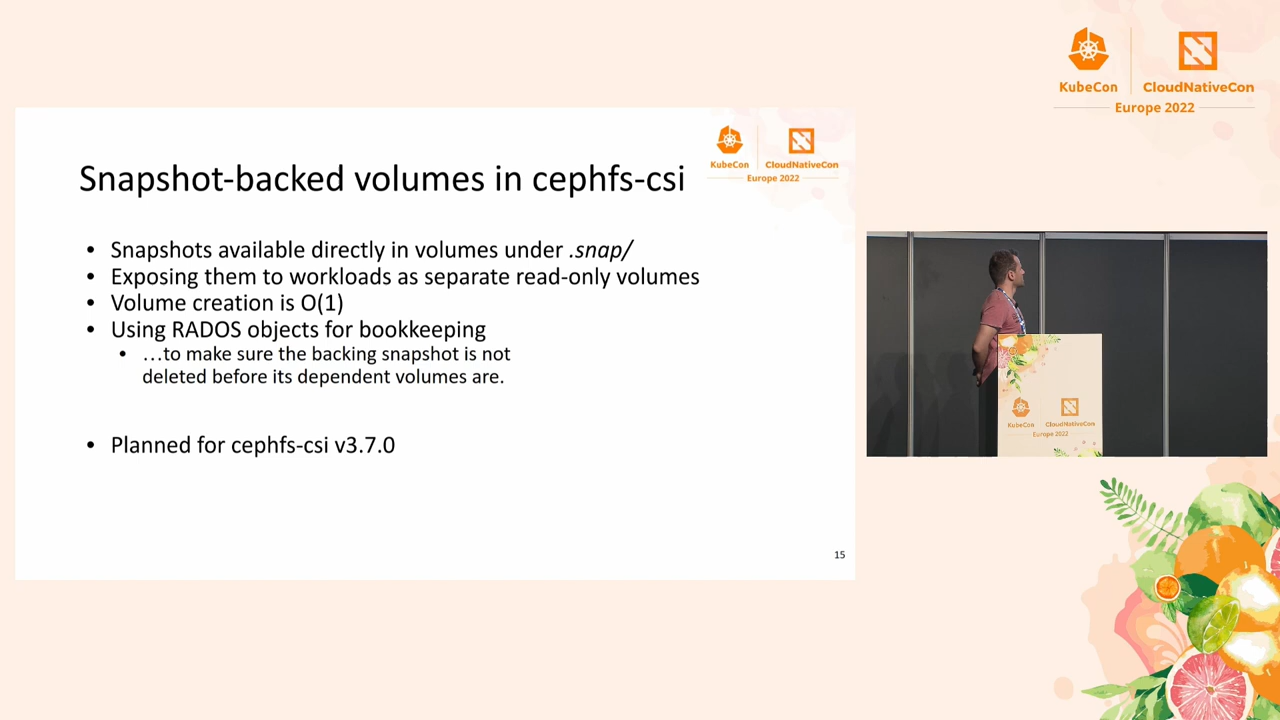 KubeCon
CloudNativeCon
Europe 2022
KubeCon
CloudNativeCon
Europe 2022
Snapshot-backed volumes in cephfs-csi
• Snapshots available directly in volumes under .snap/
• Exposing them to workloads as separate read-only volumes
• Volume creation is O(1)
• Using RADOS objects for bookkeeping
• …to make sure the backing snapshot is not
deleted before its dependent volumes are.
• Planned for cephfs-csi v3.7.0
15
KubeCon
CloudNativeCon
Europe 2022